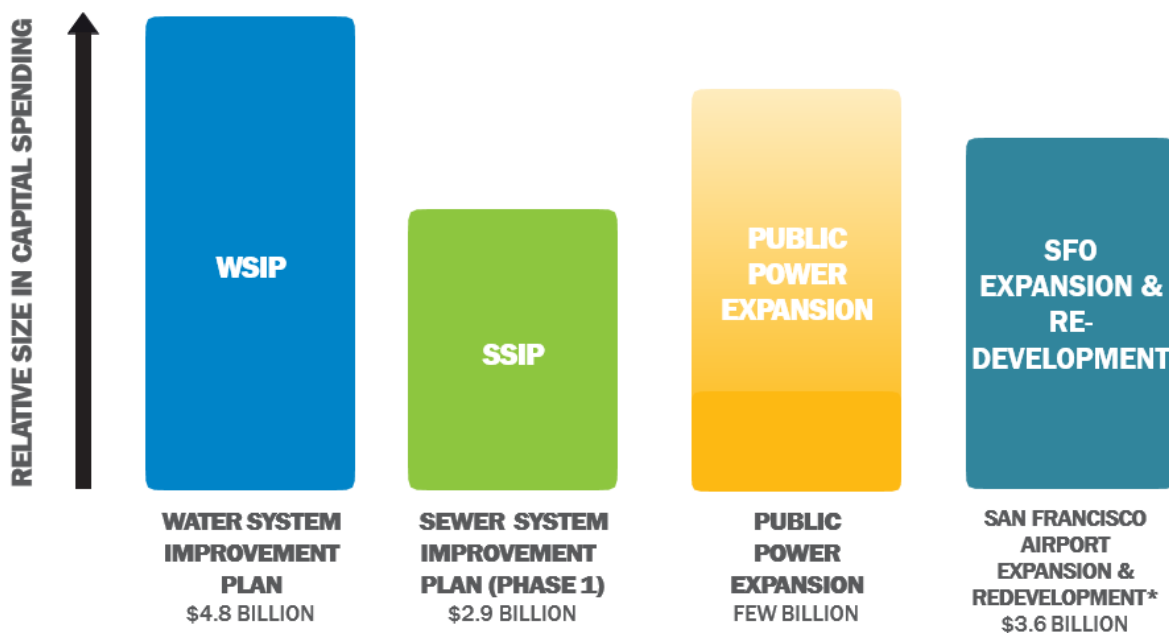 RELATIVE SIZE IN CAPITAL SPENDING
WSIP
SSIP
PUBLIC
POWER
EXPANSION
SFO
EXPANSION &
RE-
DEVELOPMENT
WATER SYSTEM
IMPROVEMENT
PLAN
$4.8 BILLION
SEWER SYSTEM
IMPROVEMENT
PLAN (PHASE 1)
$2.9 BILLION
PUBLIC
POWER
EXPANSION
FEW BILLION
SAN FRANCISCO
AIRPORT
EXPANSION &
REDEVELOPMENT*
$3.6 BILLION